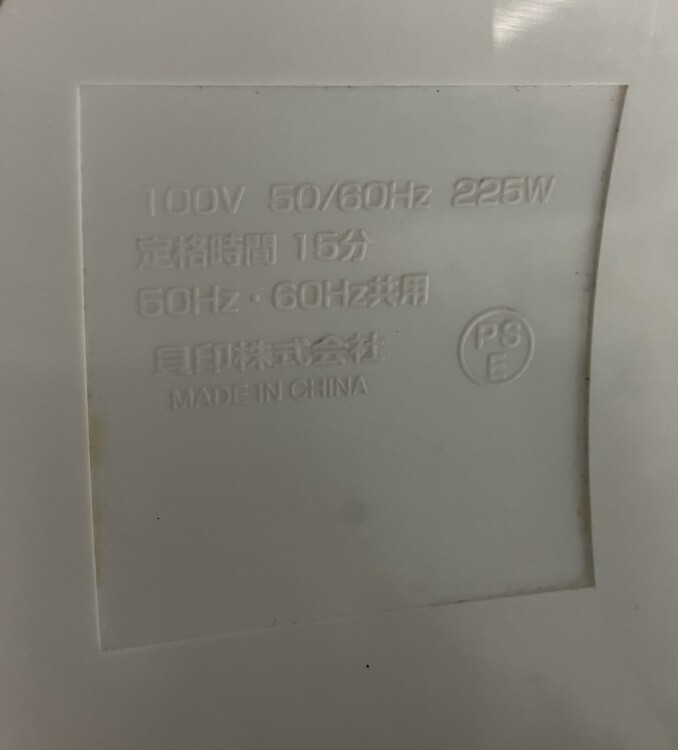 100V 50/60Hz 225W
定格時間 15分
50Hz・60Hz共用
貝印株式会社
MADE IN CHINA
PS
E